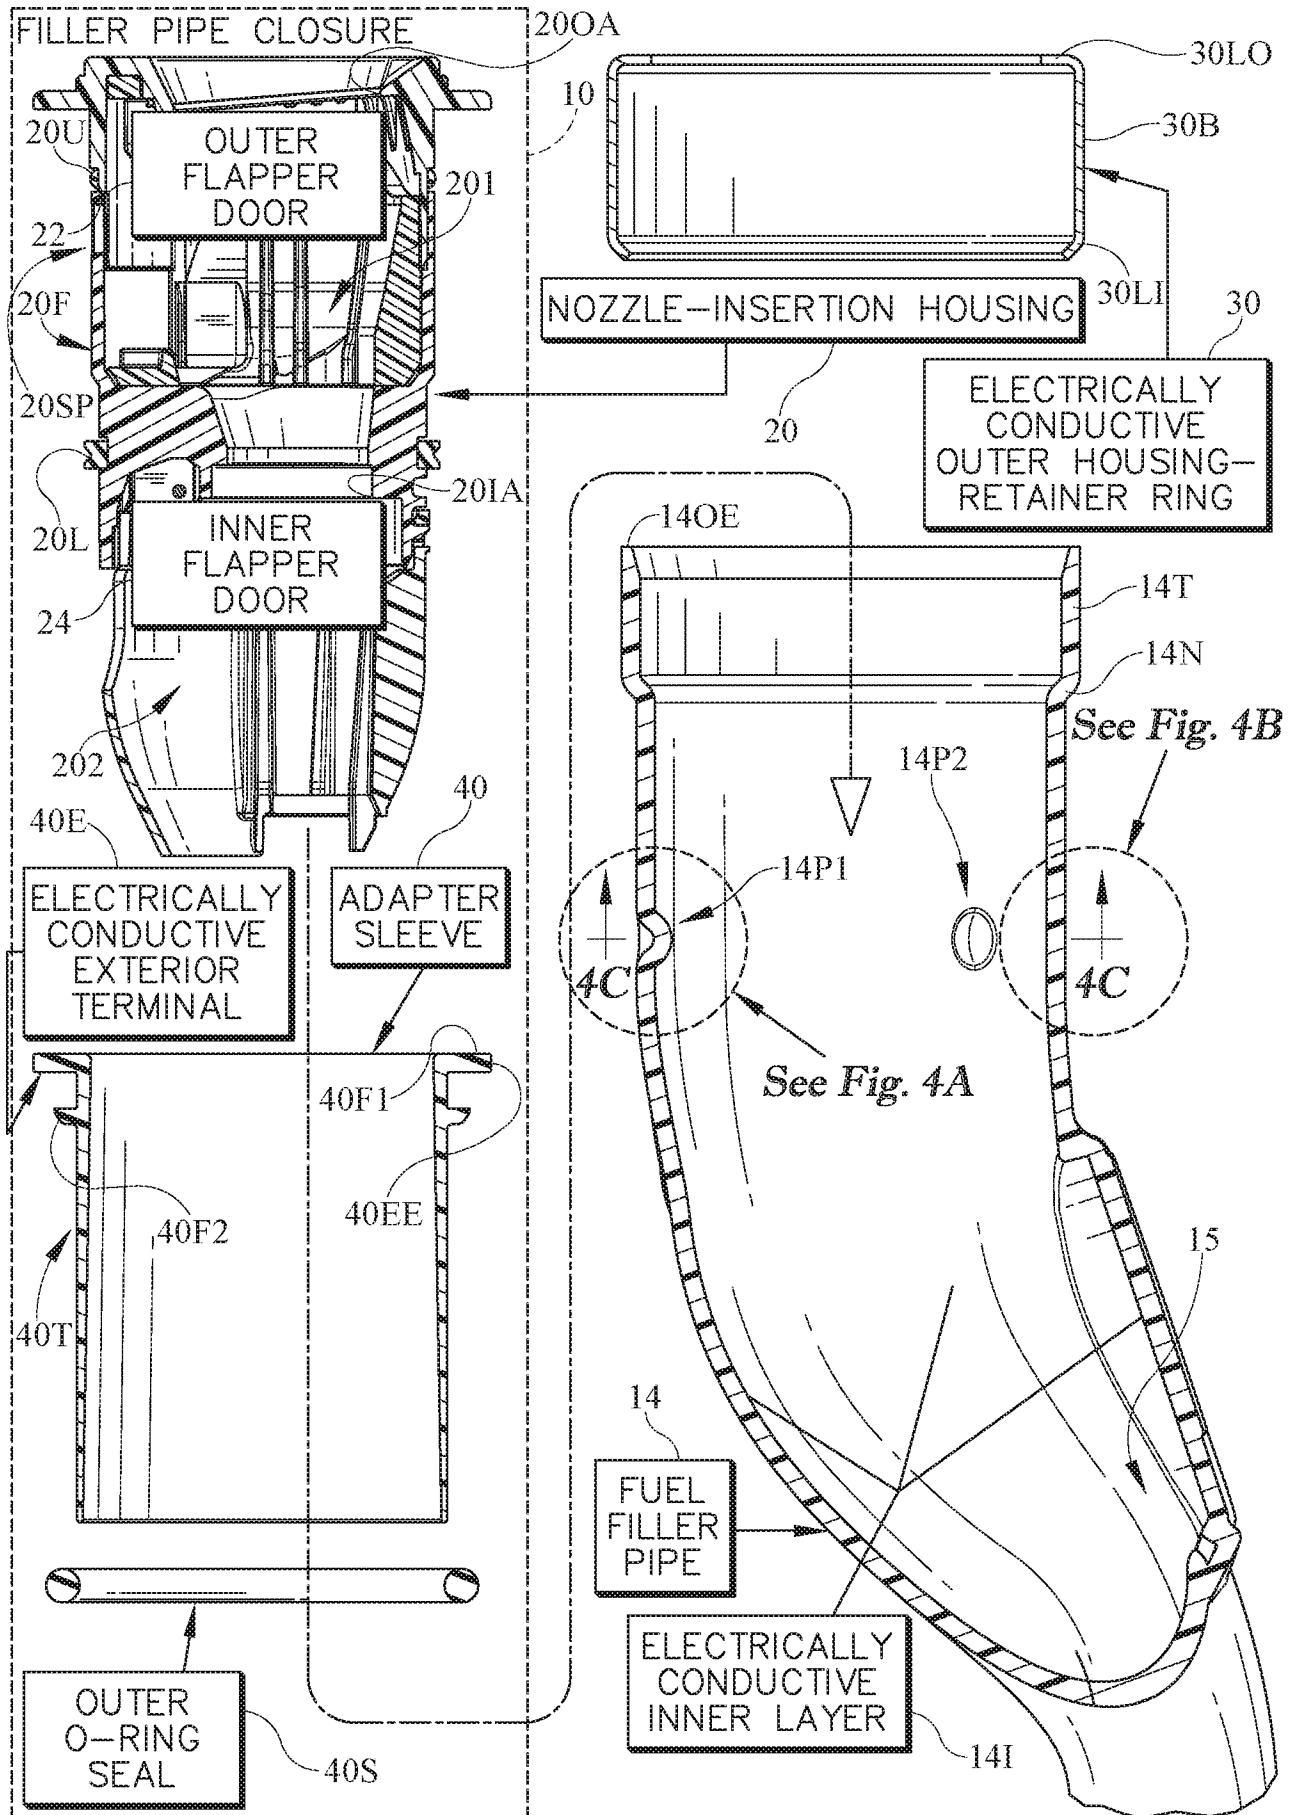 FILLER PIPE CLOSURE
20OA
10
30LO
30B
20U
OUTER
FLAPPER
DOOR
201
22
30LI
20F
NOZZLE-INSERTION HOUSING
30
20SP
20
ELECTRICALLY
CONDUCTIVE
OUTER HOUSING-
RETAINER RING
20L
20IA
INNER
FLAPPER
DOOR
24
14OE
14T
14N
See Fig. 4B
202
14P2
40E
40
14P1
ELECTRICALLY
CONDUCTIVE
EXTERIOR
TERMINAL
ADAPTER
SLEEVE
4C
4C
See Fig. 4A
40F1
40EE
40F2
40T
15
14
FUEL
FILLER
PIPE
ELECTRICALLY
CONDUCTIVE
INNER LAYER
14I
OUTER
O-RING
SEAL
40S